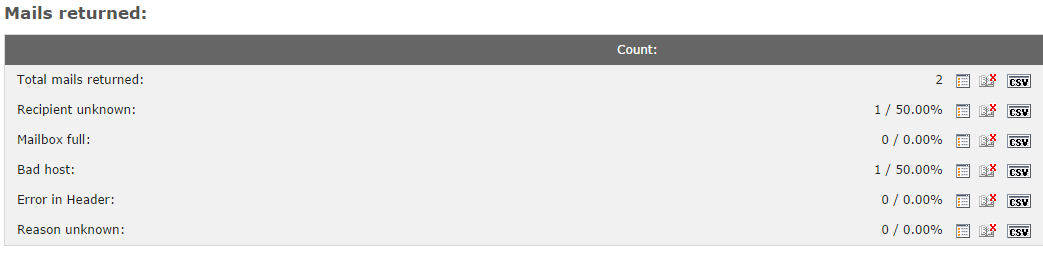 Mails returned:
Count:
Total mails returned: 2 CSV
Recipient unknown: 1 / 50.00% CSV
Mailbox full: 0 / 0.00% CSV
Bad host: 1 / 50.00% CSV
Error in Header: 0 / 0.00% CSV
Reason unknown: 0 / 0.00% CSV